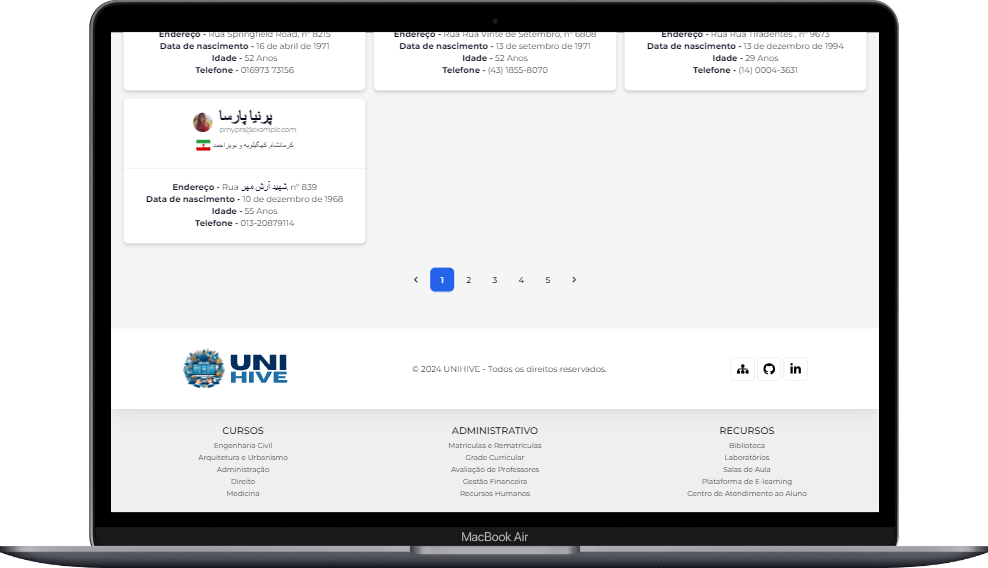 Endereço - Rua Springfield Road, nº 8215
Data de nascimento - 16 de abril de 1971
Idade - 52 Anos
Telefone - 016973 73156
Endereço - Rua Rua Vinte de Setembro, nº 6808
Data de nascimento - 13 de setembro de 1971
Idade - 52 Anos
Telefone - (43) 1855-8070
Endereço - Rua Rua Tiradentes , nº 9673
Data de nascimento - 13 de dezembro de 1994
Idade - 29 Anos
Telefone - (14) 0004-3631
پرنیا پارسا
prny.prs@example.com
کرمانشاه, کهگیلویه و بویراحمد
Endereço - Rua شهید آرش مهر, nº 839
Data de nascimento - 10 de dezembro de 1968
Idade - 55 Anos
Telefone - 013-20879114
‹ 1 2 3 4 5 ›
UNI
HIVE
© 2024 UNIHIVE - Todos os direitos reservados.
in
CURSOS
Engenharia Civil
Arquitetura e Urbanismo
Administração
Direito
Medicina
ADMINISTRATIVO
Matrículas e Rematrículas
Grade Curricular
Avaliação de Professores
Gestão Financeira
Recursos Humanos
RECURSOS
Biblioteca
Laboratórios
Salas de Aula
Plataforma de E-learning
Centro de Atendimento ao Aluno
MacBook Air